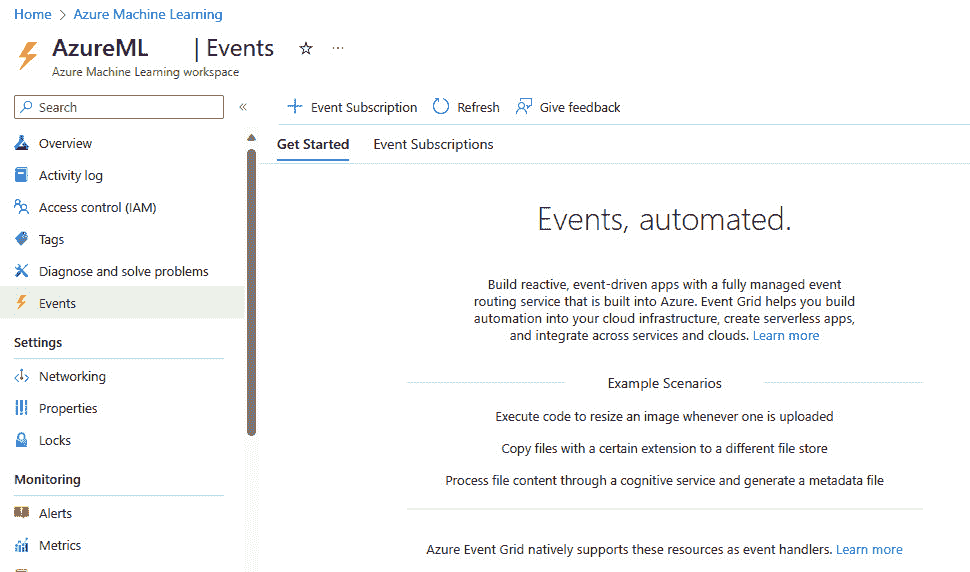 Home > Azure Machine Learning
AzureML | Events ☆ ...
Azure Machine Learning workspace
Search «
Overview
Activity log
Access control (IAM)
Tags
Diagnose and solve problems
Events
Settings
Networking
Properties
Locks
Monitoring
Alerts
Metrics
+ Event Subscription Refresh Give feedback
Get Started Event Subscriptions
Events, automated.
Build reactive, event-driven apps with a fully managed event
routing service that is built into Azure. Event Grid helps you build
automation into your cloud infrastructure, create serverless apps,
and integrate across services and clouds. Learn more
Example Scenarios
Execute code to resize an image whenever one is uploaded
Copy files with a certain extension to a different file store
Process file content through a cognitive service and generate a metadata file
Azure Event Grid natively supports these resources as event handlers. Learn more